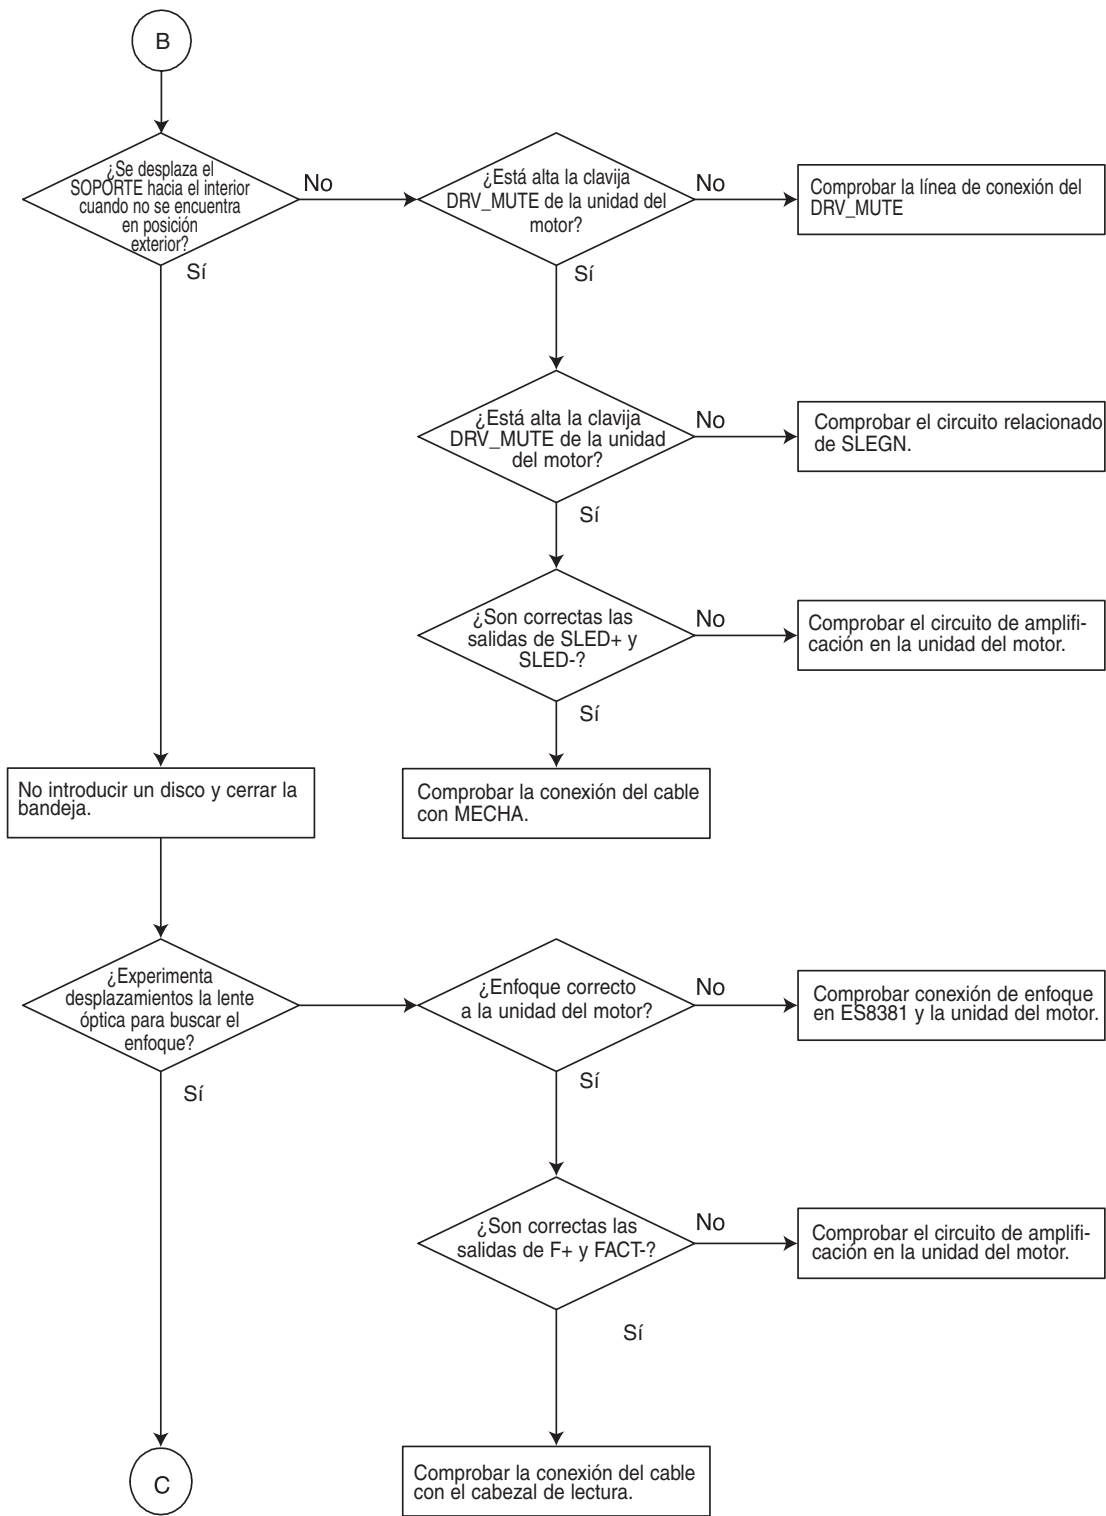 B
¿Se desplaza el
SOPORTE hacia el interior
cuando no se encuentra
en posición
exterior?
No
Sí
¿Está alta la clavija
DRV_MUTE de la unidad del
motor?
No
Sí
Comprobar la línea de conexión del
DRV_MUTE
¿Está alta la clavija
DRV_MUTE de la unidad
del motor?
No
Sí
Comprobar el circuito relacionado
de SLEGN.
¿Son correctas las
salidas de SLED+ y
SLED-?
No
Sí
Comprobar el circuito de amplifi-
cación en la unidad del motor.
No introducir un disco y cerrar la
bandeja.
Comprobar la conexión del cable
con MECHA.
¿Experimenta
desplazamientos la lente
óptica para buscar el
enfoque?
Sí
¿Enfoque correcto
a la unidad del motor?
No
Sí
Comprobar conexión de enfoque
en ES8381 y la unidad del motor.
¿Son correctas las
salidas de F+ y FACT-?
No
Sí
Comprobar el circuito de amplifi-
cación en la unidad del motor.
C
Comprobar la conexión del cable
con el cabezal de lectura.